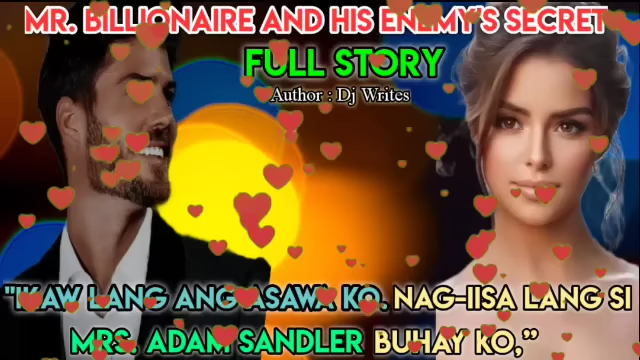 MR. BILLIONAIRE AND HIS ENEMY'S SECRET
FULL STORY
Author : Dj Writes
"IKAW LANG ANG ASAWA KO. NAG-IISA LANG SI
MRS. ADAM SANDLER BUHAY KO,”